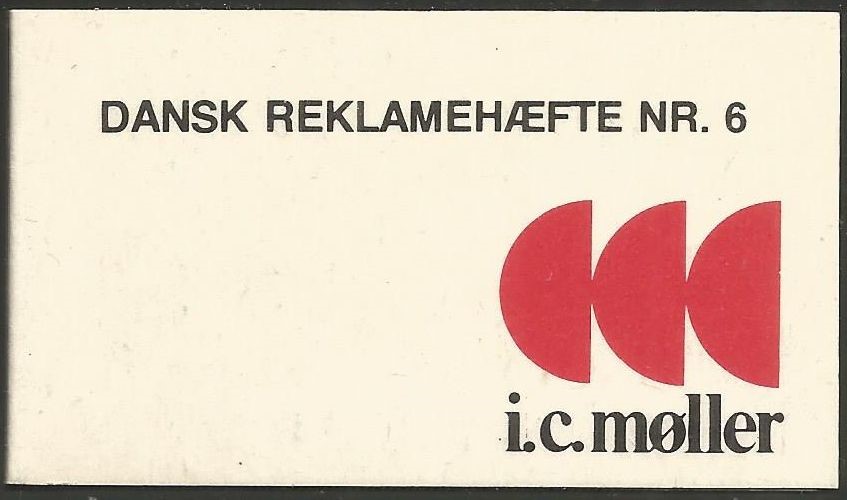 DANSK REKLAMEHÆFTE NR. 6
i.c.møller